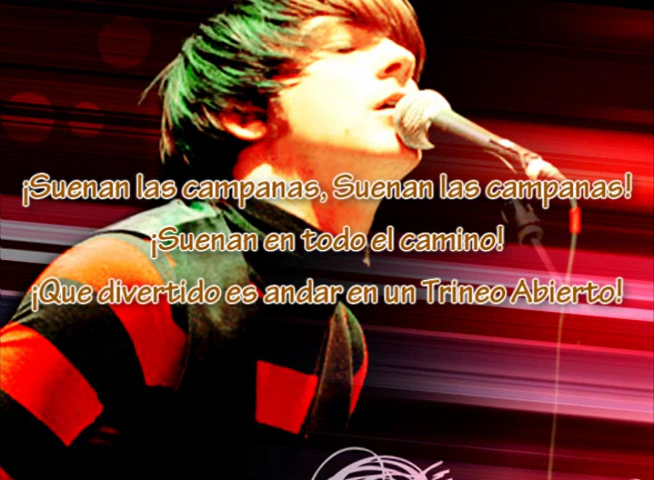 ¡Suenan las campanas, Suenan las campanas!
¡Suenan en todo el camino!
¡Que divertido es andar en un Trineo Abierto!